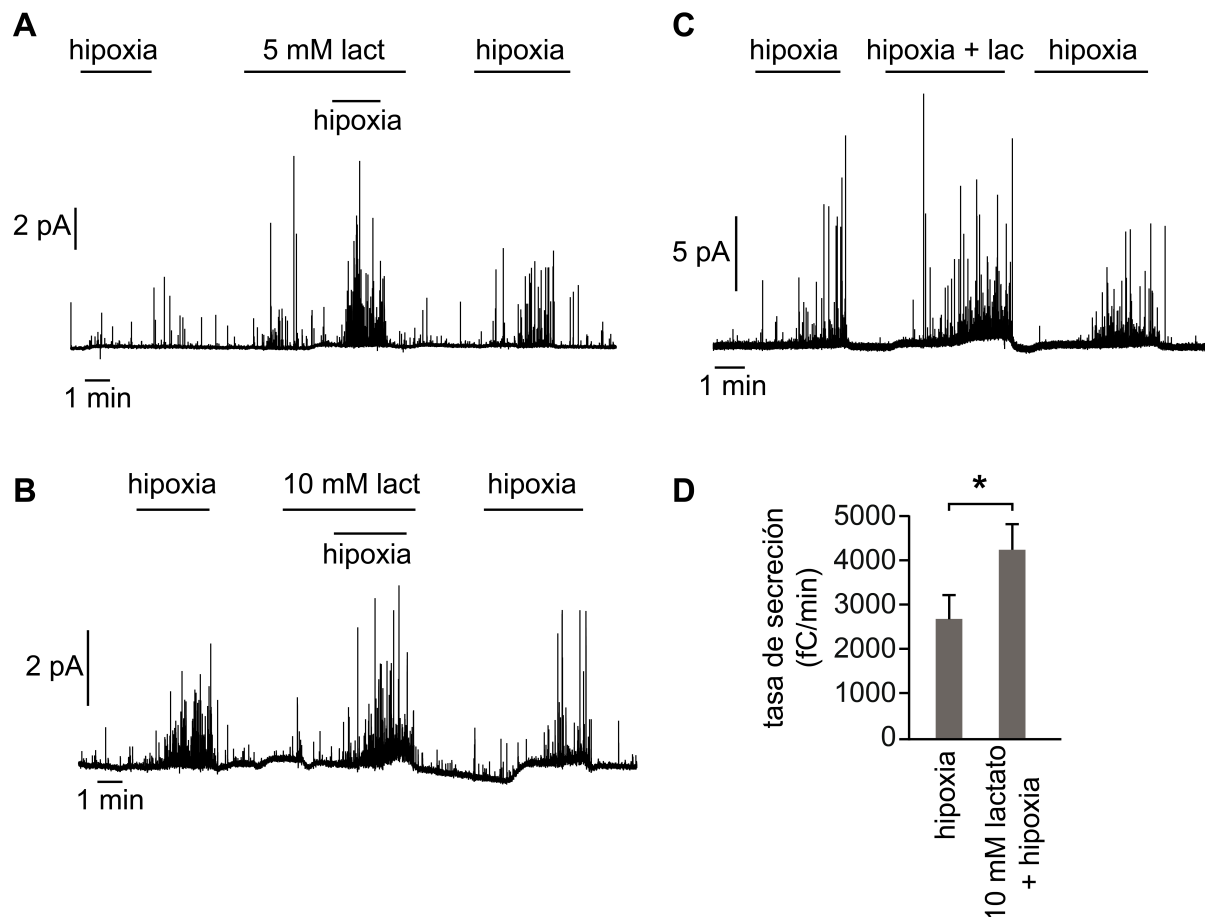 A
hipoxia
5 mM lact
hipoxia
hipoxia
2 pA
1 min
B
hipoxia
10 mM lact
hipoxia
hipoxia
2 pA
1 min
C
hipoxia
hipoxia + lac
hipoxia
5 pA
1 min
D
*
tasa de secreción
(fC/min)
5000
4000
3000
2000
1000
0
hipoxia
10 mM lactato
+ hipoxia